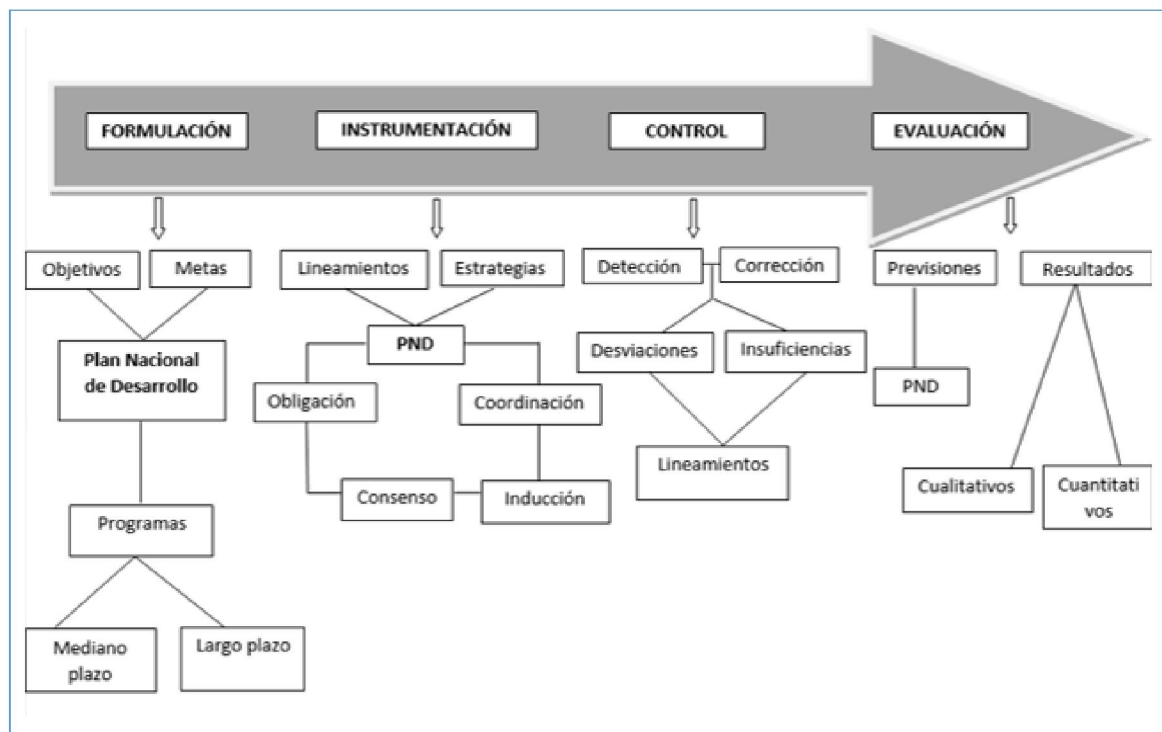 FORMULACIÓN
INSTRUMENTACIÓN
CONTROL
EVALUACIÓN
Objetivos
Metas
Plan Nacional
de Desarrollo
Programas
Mediano
plazo
Largo plazo
Lineamientos
Estrategias
PND
Obligación
Coordinación
Consenso
Inducción
Detección
Corrección
Desviaciones
Insuficiencias
Lineamientos
Previsiones
Resultados
PND
Cualitativos
Cuantitati
vos